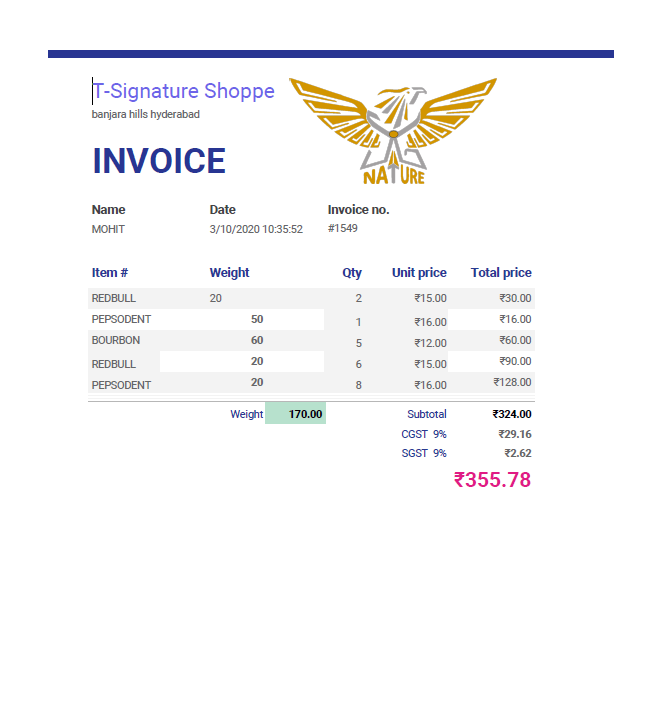 T-Signature Shoppe
banjara hills hyderabad
NATURE
INVOICE
Name Date Invoice no.
MOHIT 3/10/2020 10:35:52 #1549
Item # Weight Qty Unit price Total price
REDBULL 20 2 ₹15.00 ₹30.00
PEPSODENT 50 1 ₹16.00 ₹16.00
BOURBON 60 5 ₹12.00 ₹60.00
REDBULL 20 6 ₹15.00 ₹90.00
PEPSODENT 20 8 ₹16.00 ₹128.00
Weight 170.00 Subtotal ₹324.00
CGST 9% ₹29.16
SGST 9% ₹2.62
₹355.78